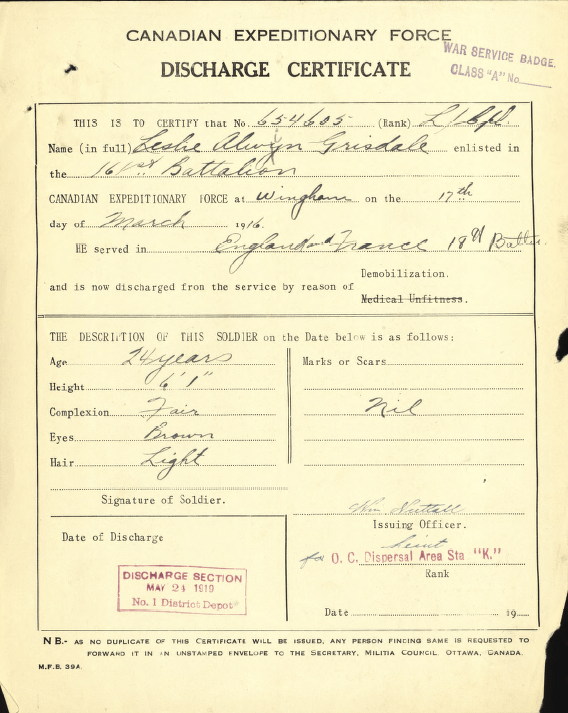 CANADIAN EXPEDITIONARY FORCE
WAR SERVICE BADGE.
CLASS "A" No
DISCHARGE CERTIFICATE
THIS IS TO CERTIFY that No. 654605 (Rank) L/Cpl.
Name (in full) Leslie Alwyn Grisdale enlisted in
the 161st Battalion
CANADIAN EXPEDITIONARY FORCE at Wingham on the 17th
day of March 1916.
HE served in England and France 18th Battn.
Demobilization.
and is now discharged from the service by reason of
Medical Unfitness.
THE DESCRIPTION OF THIS SOLDIER on the Date below is as follows:
Age 24 years
Marks or Scars
Height 6' 1"
Complexion Fair
Nil
Eyes Brown
Hair Light
Signature of Soldier.
Wm Nuttall
Issuing Officer.
Date of Discharge
Lieut
for O. C. Dispersal Area Sta "K."
Rank
DISCHARGE SECTION
MAY 21 1919
No. 1 District Depot
Date 19
NB.- AS NO DUPLICATE OF THIS CERTIFICATE WILL BE ISSUED, ANY PERSON FINDING SAME IS REQUESTED TO
FORWARD IT IN AN UNSTAMPED ENVELOPE TO THE SECRETARY, MILITIA COUNCIL, OTTAWA, CANADA.
M.F.B. 39A.